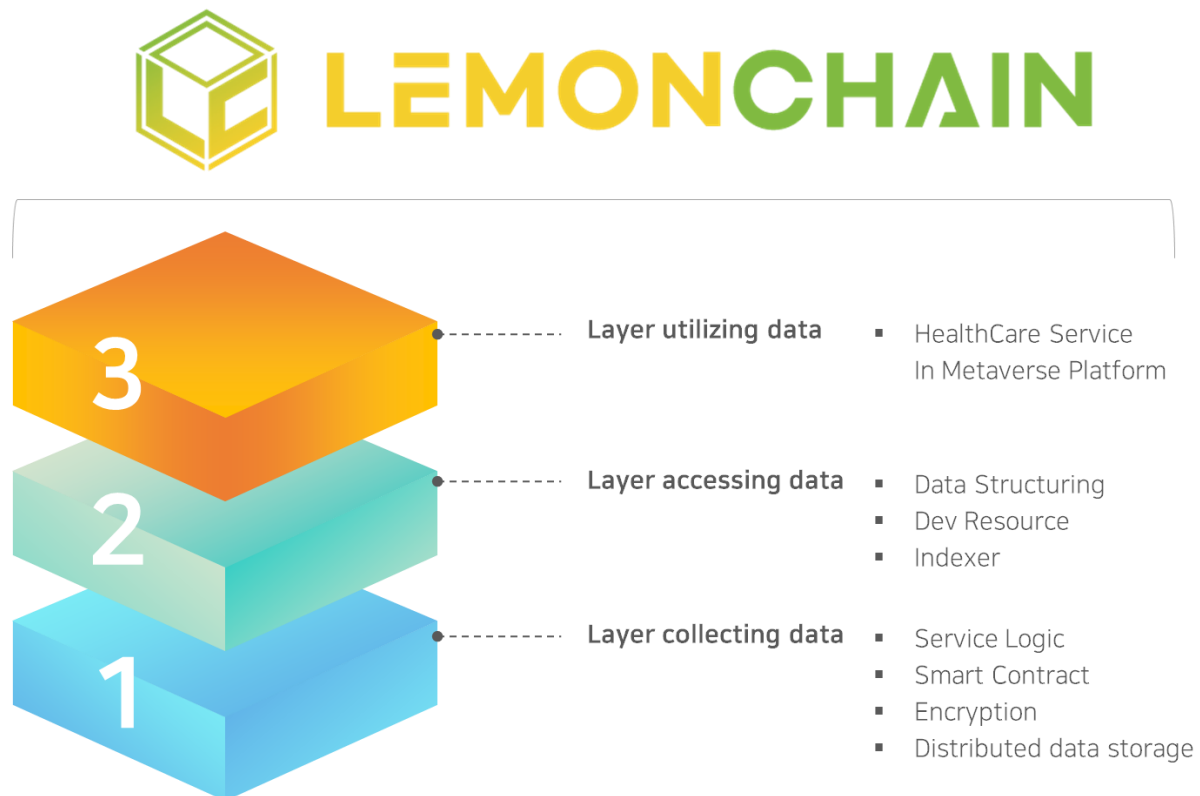 LC LEMONCHAIN
3
Layer utilizing data
▪ HealthCare Service
In Metaverse Platform
2
Layer accessing data
▪ Data Structuring
▪ Dev Resource
▪ Indexer
1
Layer collecting data
▪ Service Logic
▪ Smart Contract
▪ Encryption
▪ Distributed data storage